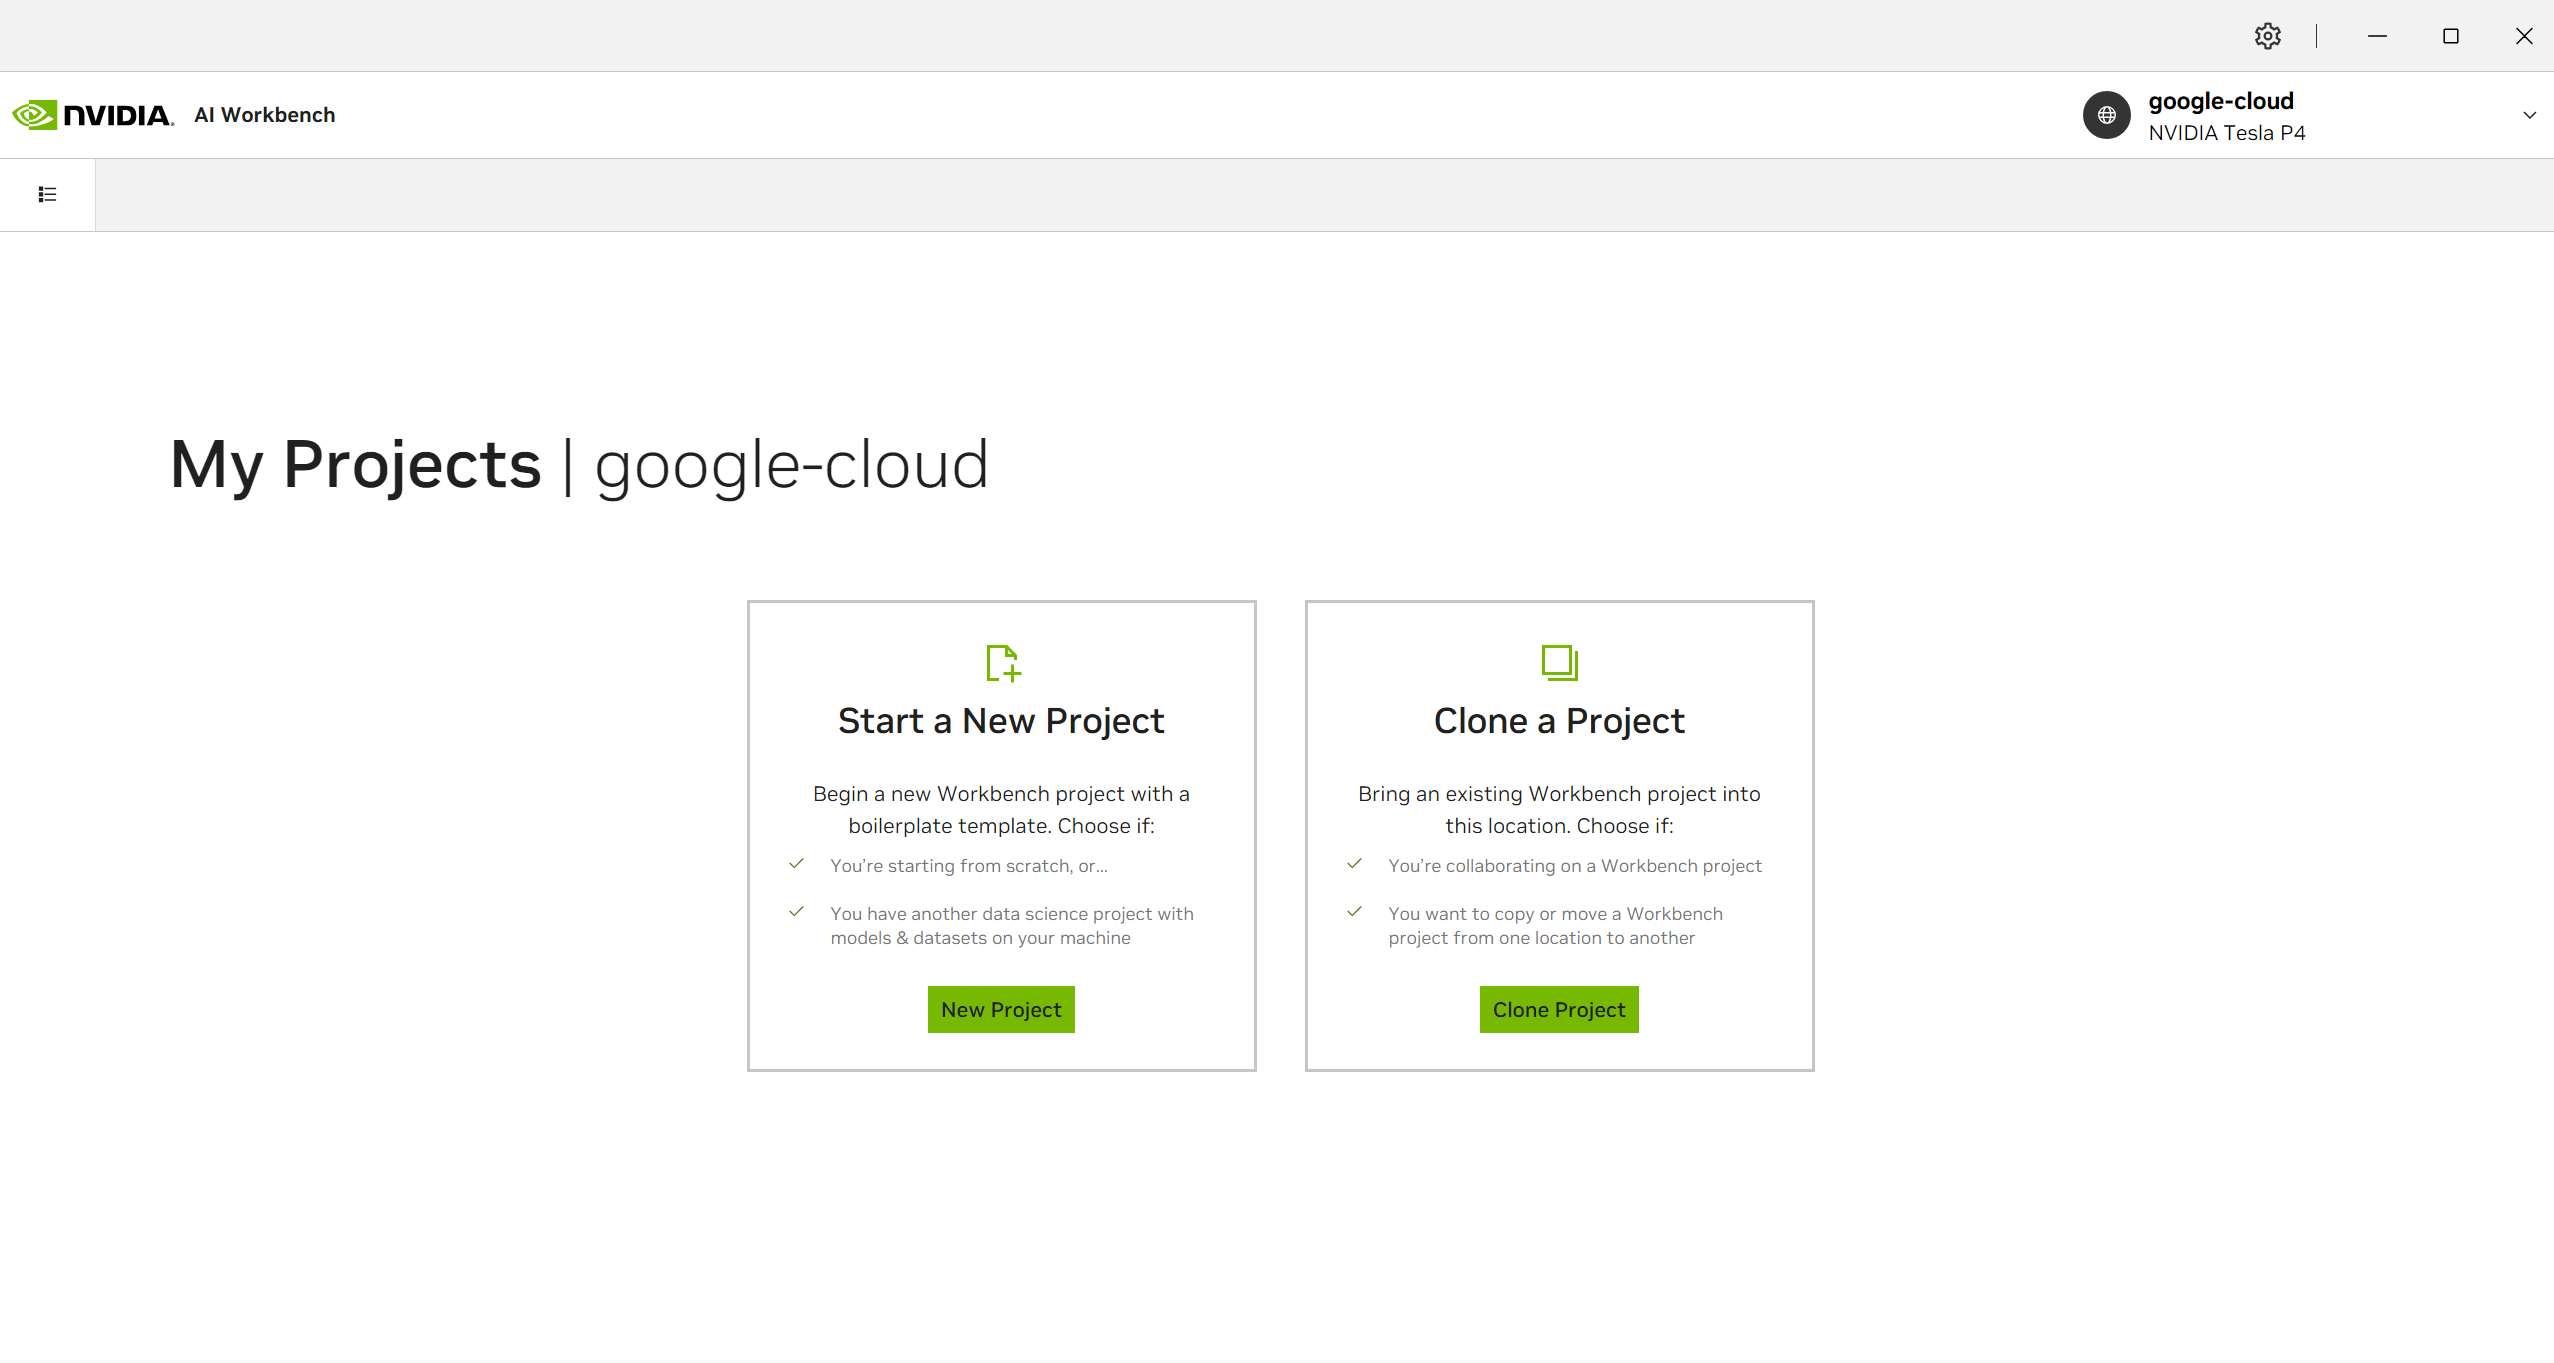 NVIDIA. AI Workbench
google-cloud
NVIDIA Tesla P4
My Projects | google-cloud
Start a New Project
Begin a new Workbench project with a
boilerplate template. Choose if:
You're starting from scratch, or...
You have another data science project with
models & datasets on your machine
New Project
Clone a Project
Bring an existing Workbench project into
this location. Choose if:
You're collaborating on a Workbench project
You want to copy or move a Workbench
project from one location to another
Clone Project